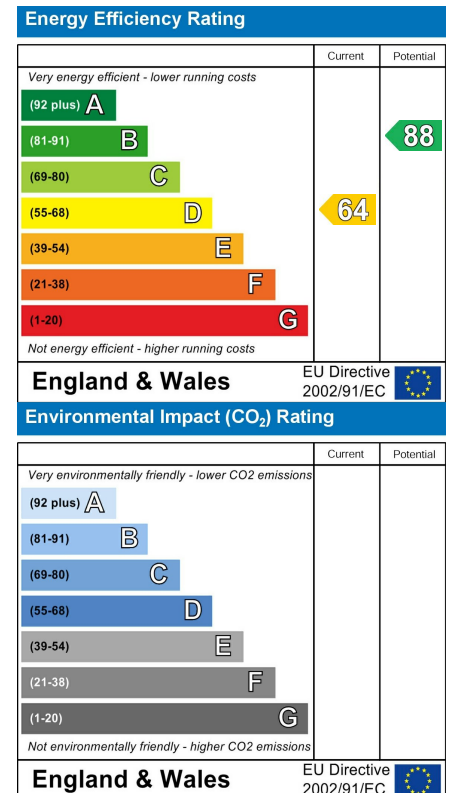 Energy Efficiency Rating
Current Potential
Very energy efficient - lower running costs
(92 plus) A
(81-91) B
88
(69-80) C
(55-68) D
64
(39-54) E
(21-38) F
(1-20) G
Not energy efficient - higher running costs
England & Wales
EU Directive
2002/91/EC
Environmental Impact (CO₂) Rating
Current Potential
Very environmentally friendly - lower CO2 emissions
(92 plus) A
(81-91) B
(69-80) C
(55-68) D
(39-54) E
(21-38) F
(1-20) G
Not environmentally friendly - higher CO2 emissions
England & Wales
EU Directive
2002/91/EC